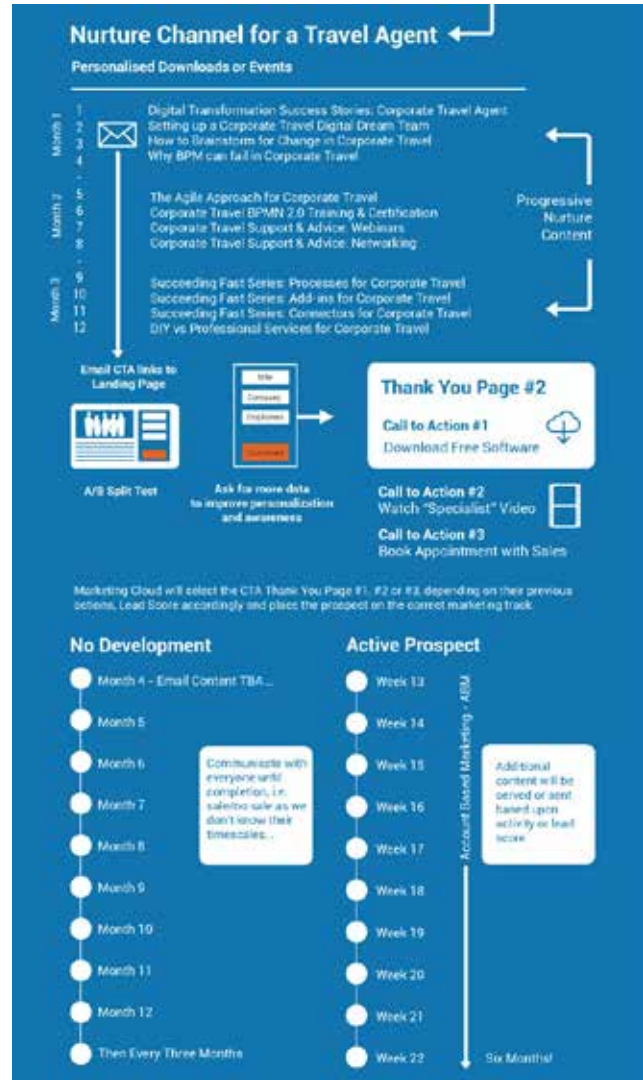 Nurture Channel for a Travel Agent
Personalised Downloads or Events
Month 1
1 Digital Transformation Success Stories: Corporate Travel Agent
2 Setting up a Corporate Travel Digital Dream Team
3 How to Brainstorm for Change in Corporate Travel
4 Why BPM can fail in Corporate Travel
-
Month 2
5 The Agile Approach for Corporate Travel
6 Corporate Travel BPMN 2.0 Training & Certification
7 Corporate Travel Support & Advice: Webinars
8 Corporate Travel Support & Advice: Networking
-
Month 3
9 Succeeding Fast Series: Processes for Corporate Travel
10 Succeeding Fast Series: Add-ins for Corporate Travel
11 Succeeding Fast Series: Connectors for Corporate Travel
12 DIY vs Professional Services for Corporate Travel
Progressive
Nurture
Content
Email CTA links to
Landing Page
A/B Split Test
Title
Company
Employees
Download
Ask for more data
to improve personalization
and awareness
Thank You Page #2
Call to Action #1
Download Free Software
Call to Action #2
Watch "Specialist" Video
Call to Action #3
Book Appointment with Sales
Marketing Cloud will select the CTA Thank You Page #1, #2 or #3, depending on their previous
actions, Lead Score accordingly and place the prospect on the correct marketing track.
No Development
Month 4 - Email Content TBA...
Month 5
Month 6
Month 7
Month 8
Month 9
Month 10
Month 11
Month 12
Then Every Three Months
Communicate with
everyone until
completion, i.e.
sale/no sale as we
don't know their
timescales...
Active Prospect
Week 13
Week 14
Week 15
Week 16
Week 17
Week 18
Week 19
Week 20
Week 21
Week 22
Account Based Marketing - ABM
Additional
content will be
served or sent
based upon
activity or lead
score
Six Months!